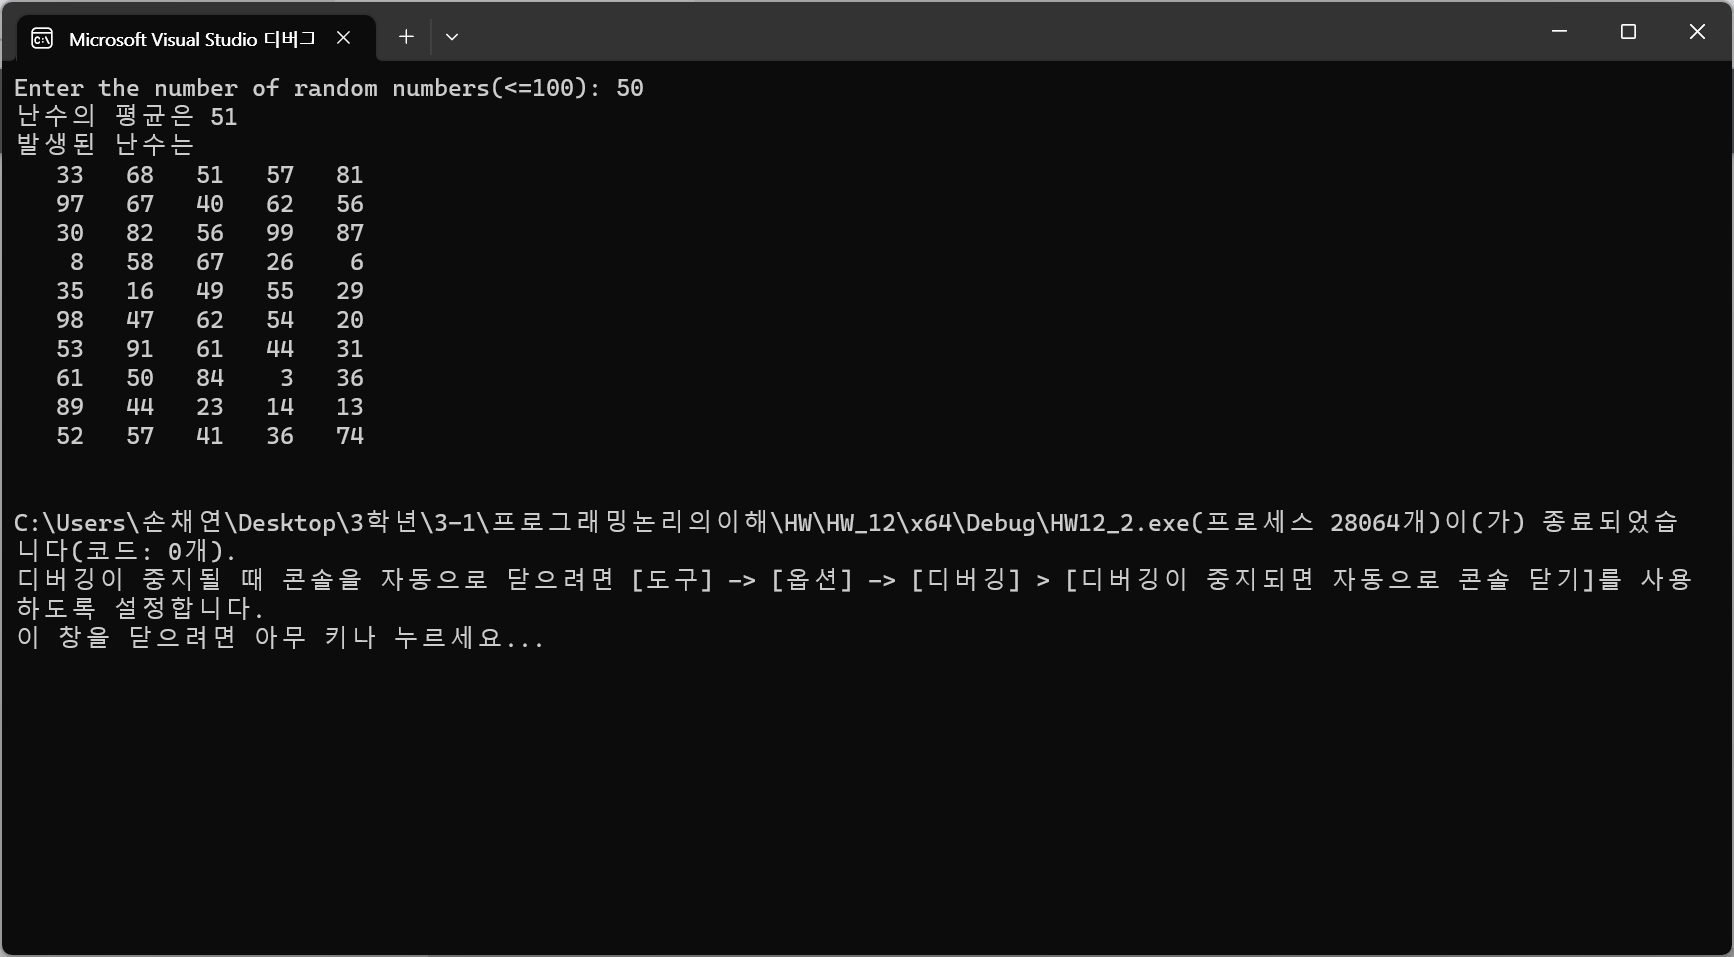 Microsoft Visual Studio 디버그
Enter the number of random numbers(<=100): 50
난수의 평균은 51
발생된 난수는
33 68 51 57 81
97 67 40 62 56
30 82 56 99 87
8 58 67 26 6
35 16 49 55 29
98 47 62 54 20
53 91 61 44 31
61 50 84 3 36
89 44 23 14 13
52 57 41 36 74
C:\Users\손채연\Desktop\3학년\3-1\프로그래밍논리의이해\HW\HW_12\x64\Debug\HW12_2.exe(프로세스 28064개)이(가) 종료되었습
니다(코드: 0개).
디버깅이 중지될 때 콘솔을 자동으로 닫으려면 [도구] -> [옵션] -> [디버깅] > [디버깅이 중지되면 자동으로 콘솔 닫기]를 사용
하도록 설정합니다.
이 창을 닫으려면 아무 키나 누르세요...